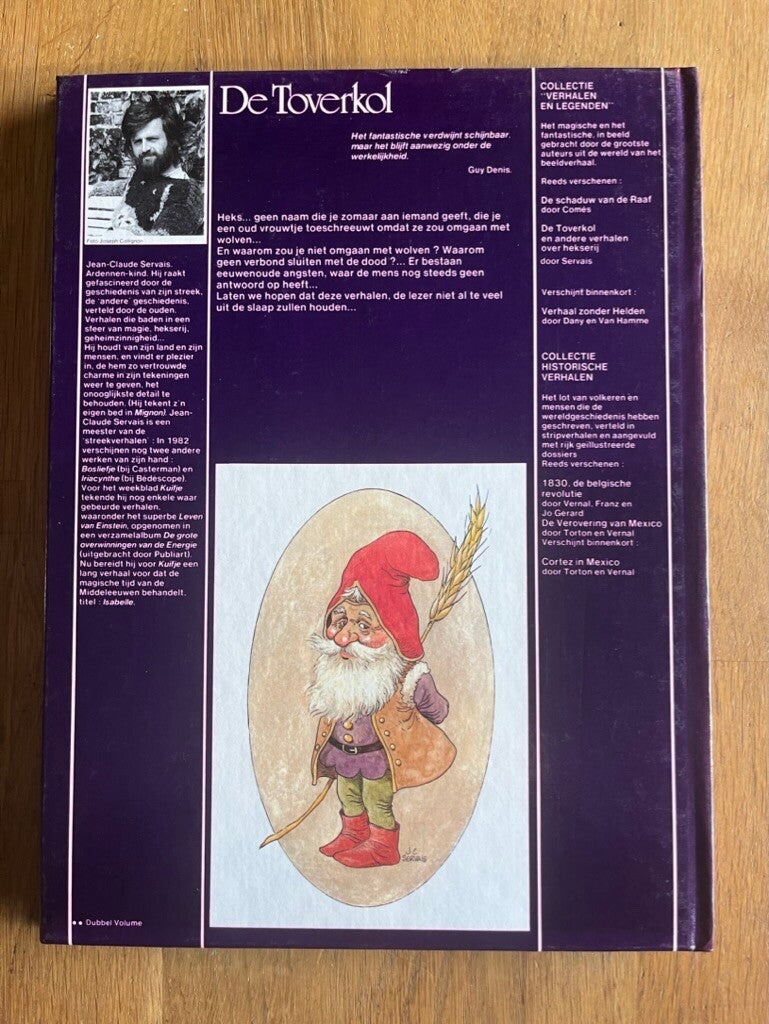 De Toverkol
Het fantastische verdwijnt schijnbaar,
maar het blijft aanwezig onder de
werkelijkheid.
Guy Denis.
Heks... geen naam die je zomaar aan iemand geeft, die je
een oud vrouwtje toeschreeuwt omdat ze zou omgaan met
wolven...
En waarom zou je niet omgaan met wolven ? Waarom
geen verbond sluiten met de dood ?... Er bestaan
eeuwenoude angsten, waar de mens nog steeds geen
antwoord op heeft...
Laten we hopen dat deze verhalen, de lezer niet al te veel
uit de slaap zullen houden...
Foto Joseph Collignon
Jean-Claude Servais.
Ardennen-kind. Hij raakt
gefascineerd door de
geschiedenis van zijn streek,
de 'andere' geschiedenis,
verteld door de ouden.
Verhalen die baden in een
sfeer van magie, hekserij,
geheimzinnigheid...
Hij houdt van zijn land en zijn
mensen, en vindt er plezier
in, de hem zo vertrouwde
charme in zijn tekeningen
weer te geven, het
onooglijkste detail te
behouden. (Hij tekent z'n
eigen bed in Mignon). Jean-
Claude Servais is een
meester van de
'streekverhalen' : In 1982
verschijnen nog twee andere
werken van zijn hand :
Bosliefje (bij Casterman) en
Iriacynthe (bij Bédéscope).
Voor het weekblad Kuifje
tekende hij nog enkele waar
gebeurde verhalen,
waaronder het superbe Leven
van Einstein, opgenomen in
een verzamelalbum De grote
overwinningen van de Energie
(uitgebracht door Publiart).
Nu bereidt hij voor Kuifje een
lang verhaal voor dat de
magische tijd van de
Middeleeuwen behandelt,
titel : Isabelle.
•• Dubbel Volume
J.C
SERVAIS
COLLECTIE
"VERHALEN
EN LEGENDEN"
Het magische en het
fantastische, in beeld
gebracht door de grootste
auteurs uit de wereld van het
beeldverhaal.
Reeds verschenen :
De schaduw van de Raaf
door Comès
De Toverkol
en andere verhalen
over hekserij
door Servais
Verschijnt binnenkort :
Verhaal zonder Helden
door Dany en Van Hamme
COLLECTIE
HISTORISCHE
VERHALEN
Het lot van volkeren en
mensen die de
wereldgeschiedenis hebben
geschreven, verteld in
stripverhalen en aangevuld
met rijk geïllustreerde
dossiers
Reeds verschenen :
1830, de belgische
revolutie
door Vernal, Franz en
Jo Gerard
De Verovering van Mexico
door Torton en Vernal
Verschijnt binnenkort :
Cortez in Mexico
door Torton en Vernal